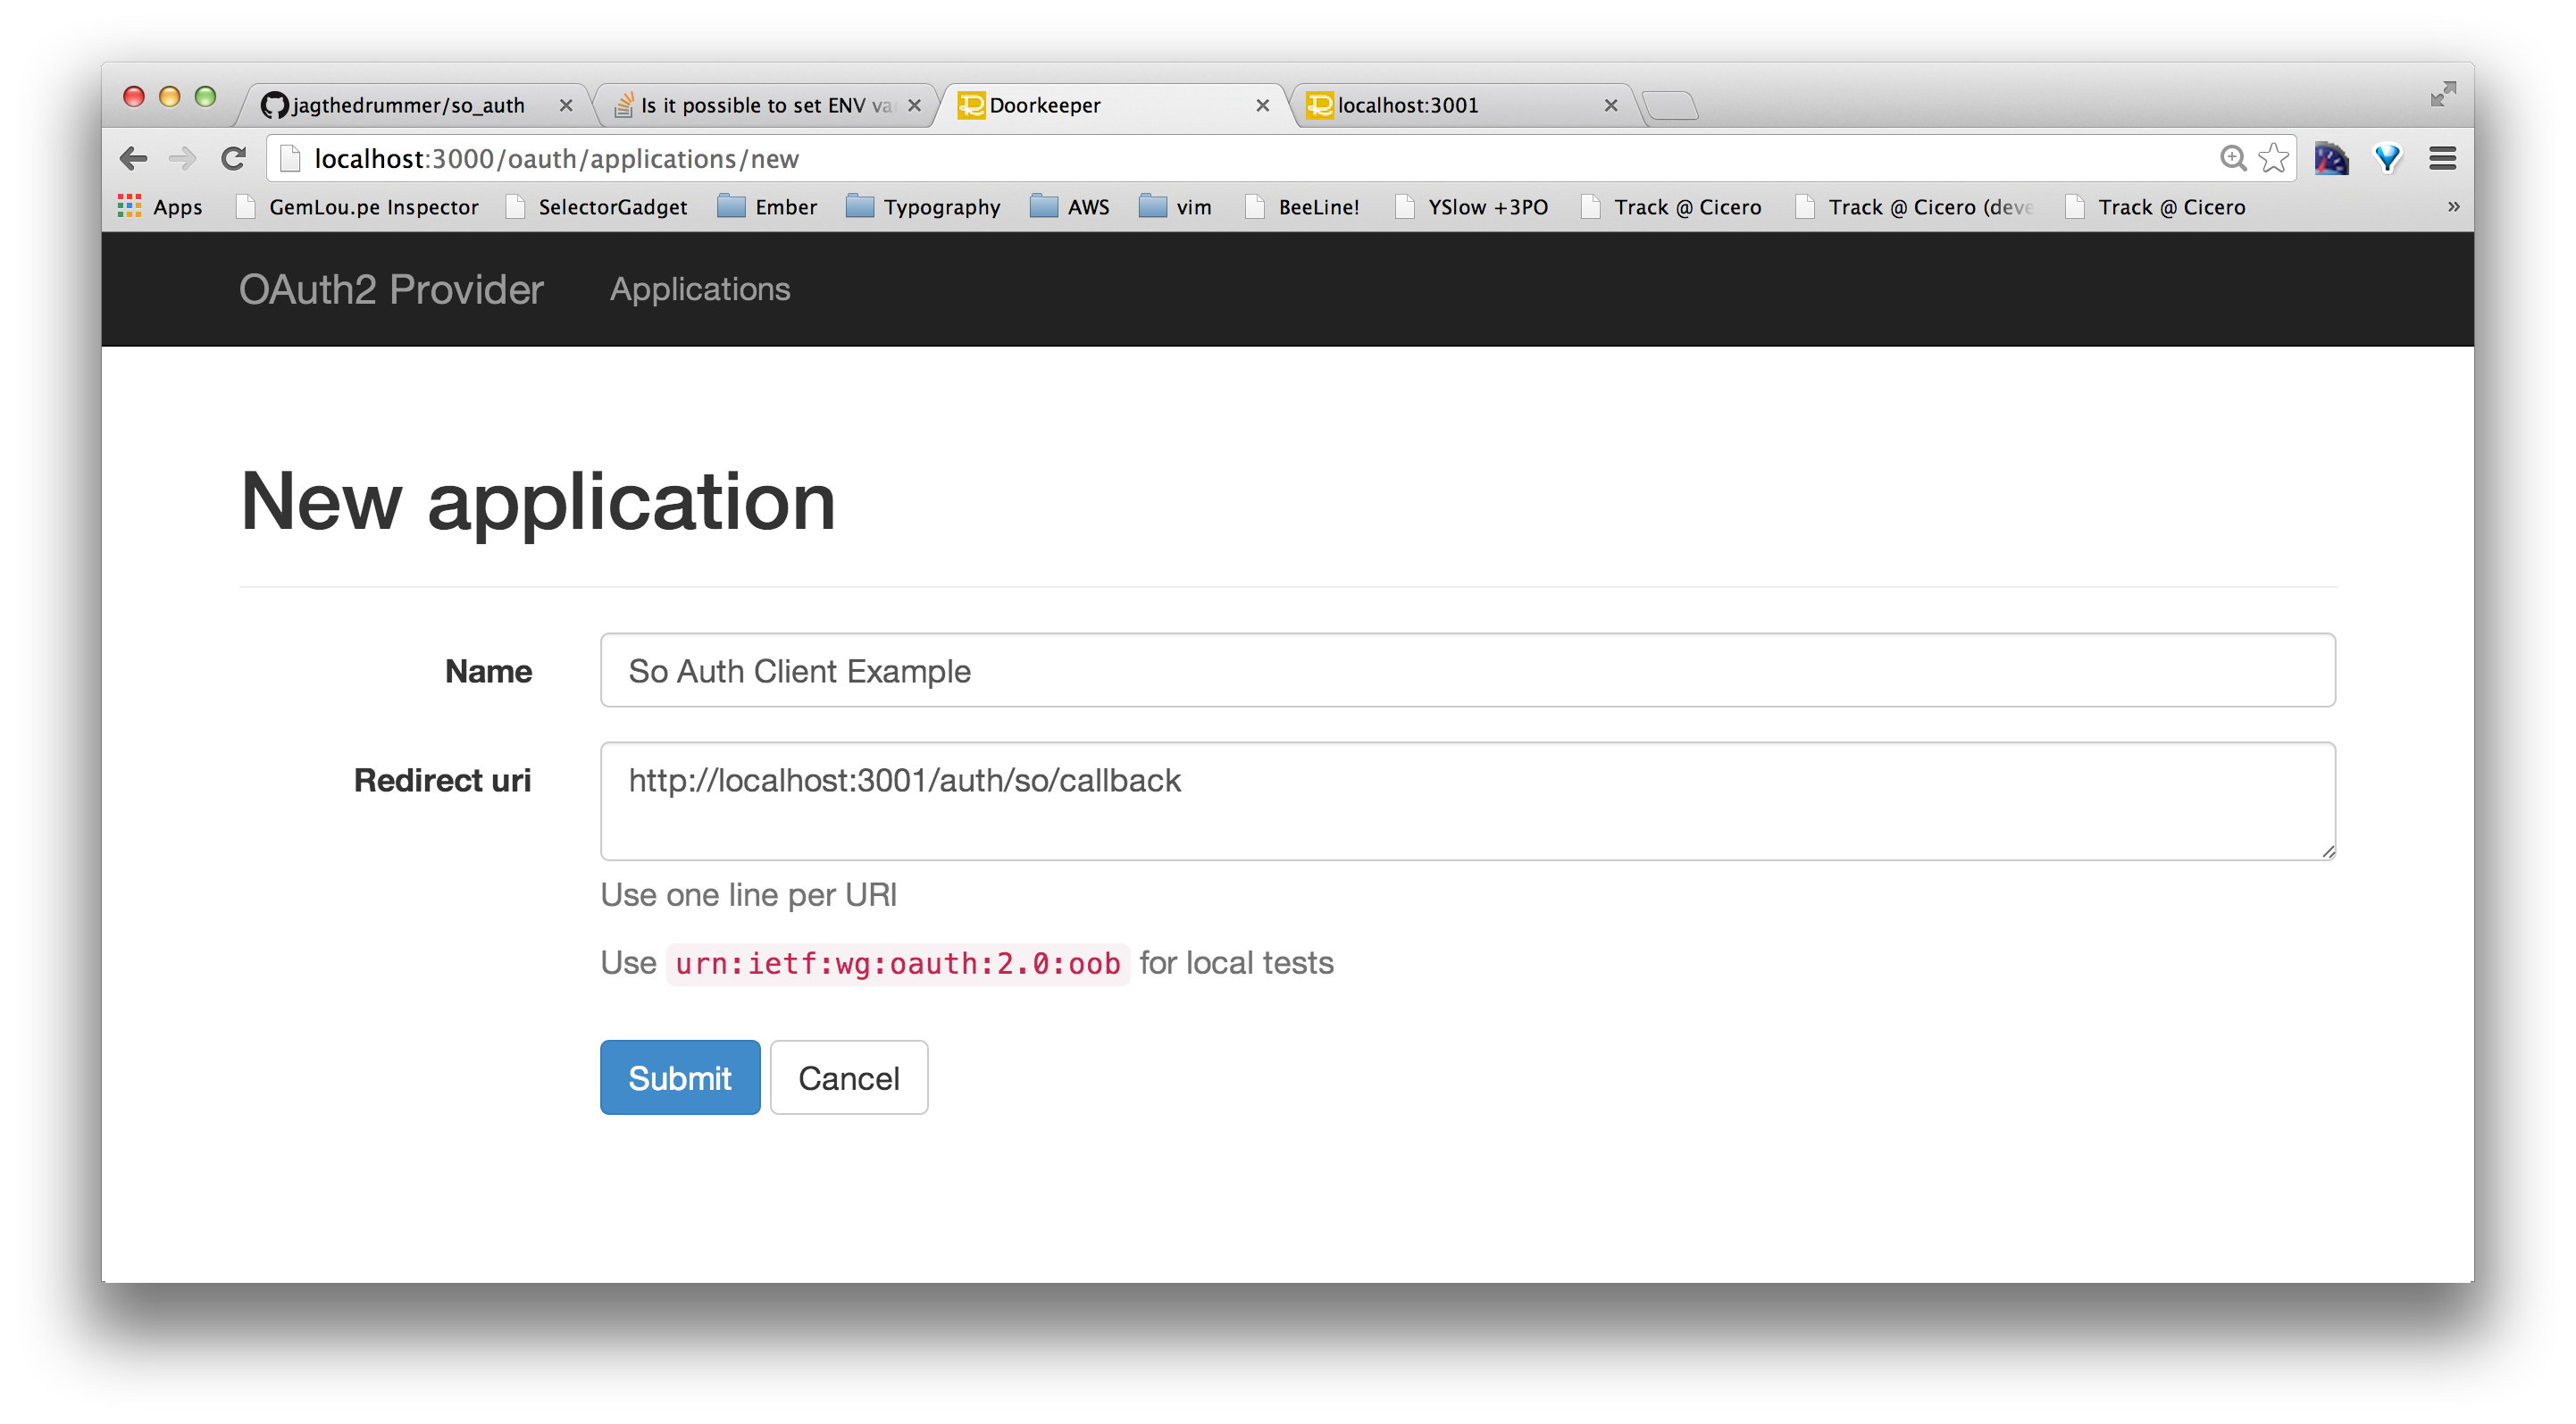 jagthedrummer/so_auth
Is it possible to set ENV va
Doorkeeper
localhost:3001
localhost:3000/oauth/applications/new
Apps GemLou.pe Inspector SelectorGadget Ember Typography AWS vim BeeLine! YSlow +3PO Track @ Cicero Track @ Cicero (deve Track @ Cicero »
OAuth2 Provider Applications
New application
Name So Auth Client Example
Redirect uri http://localhost:3001/auth/so/callback
Use one line per URI
Use urn:ietf:wg:oauth:2.0:oob for local tests
Submit Cancel